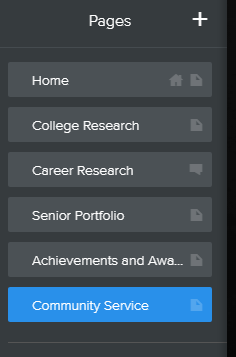 Pages +
Home
College Research
Career Research
Senior Portfolio
Achievements and Awa...
Community Service